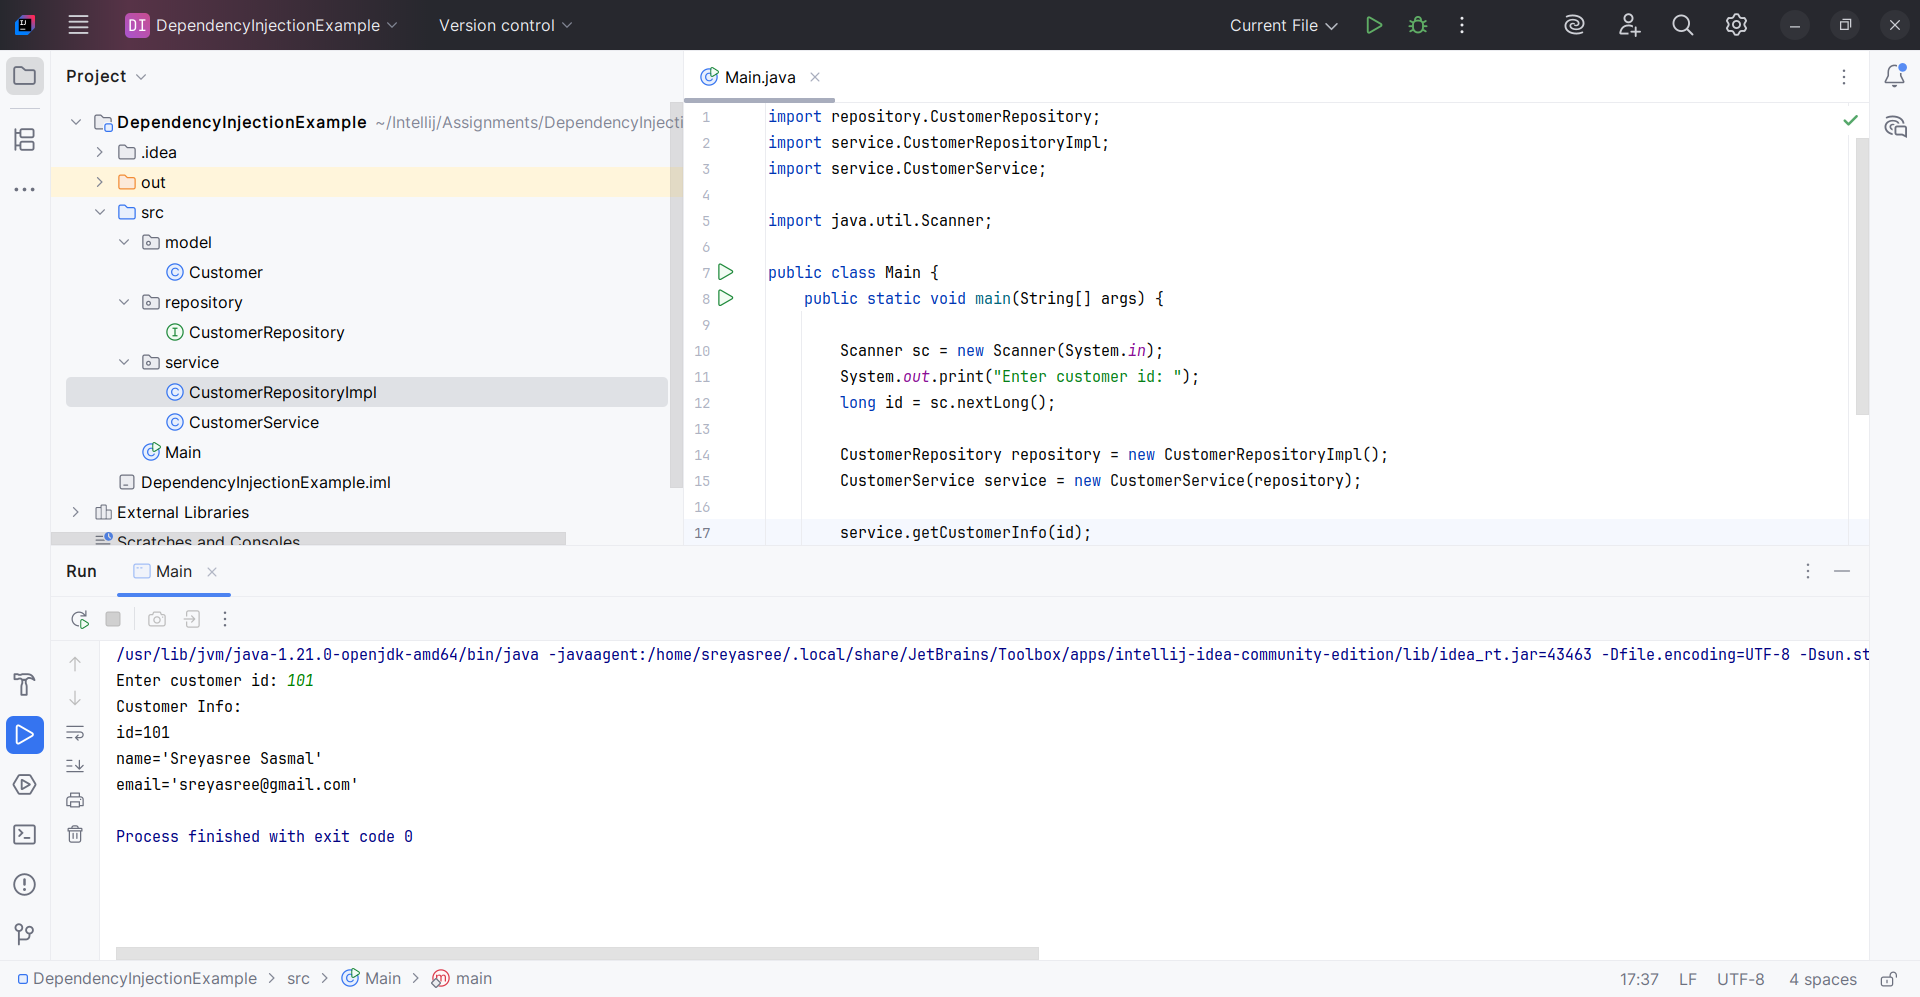 DI DependencyInjectionExample Version control Current File
Project
DependencyInjectionExample ~/Intellij/Assignments/DependencyInjecti
.idea
out
src
model
Customer
repository
CustomerRepository
service
CustomerRepositoryImpl
CustomerService
Main
DependencyInjectionExample.iml
External Libraries
Scratches and Consoles
Main.java
1 import repository.CustomerRepository;
2 import service.CustomerRepositoryImpl;
3 import service.CustomerService;
4
5 import java.util.Scanner;
6
7 public class Main {
8 public static void main(String[] args) {
9
10 Scanner sc = new Scanner(System.in);
11 System.out.print("Enter customer id: ");
12 long id = sc.nextLong();
13
14 CustomerRepository repository = new CustomerRepositoryImpl();
15 CustomerService service = new CustomerService(repository);
16
17 service.getCustomerInfo(id);
Run Main
/usr/lib/jvm/java-1.21.0-openjdk-amd64/bin/java -javaagent:/home/sreyasree/.local/share/JetBrains/Toolbox/apps/intellij-idea-community-edition/lib/idea_rt.jar=43463 -Dfile.encoding=UTF-8 -Dsun.st
Enter customer id: 101
Customer Info:
id=101
name='Sreyasree Sasmal'
email='sreyasree@gmail.com'
Process finished with exit code 0
DependencyInjectionExample > src > Main > main 17:37 LF UTF-8 4 spaces